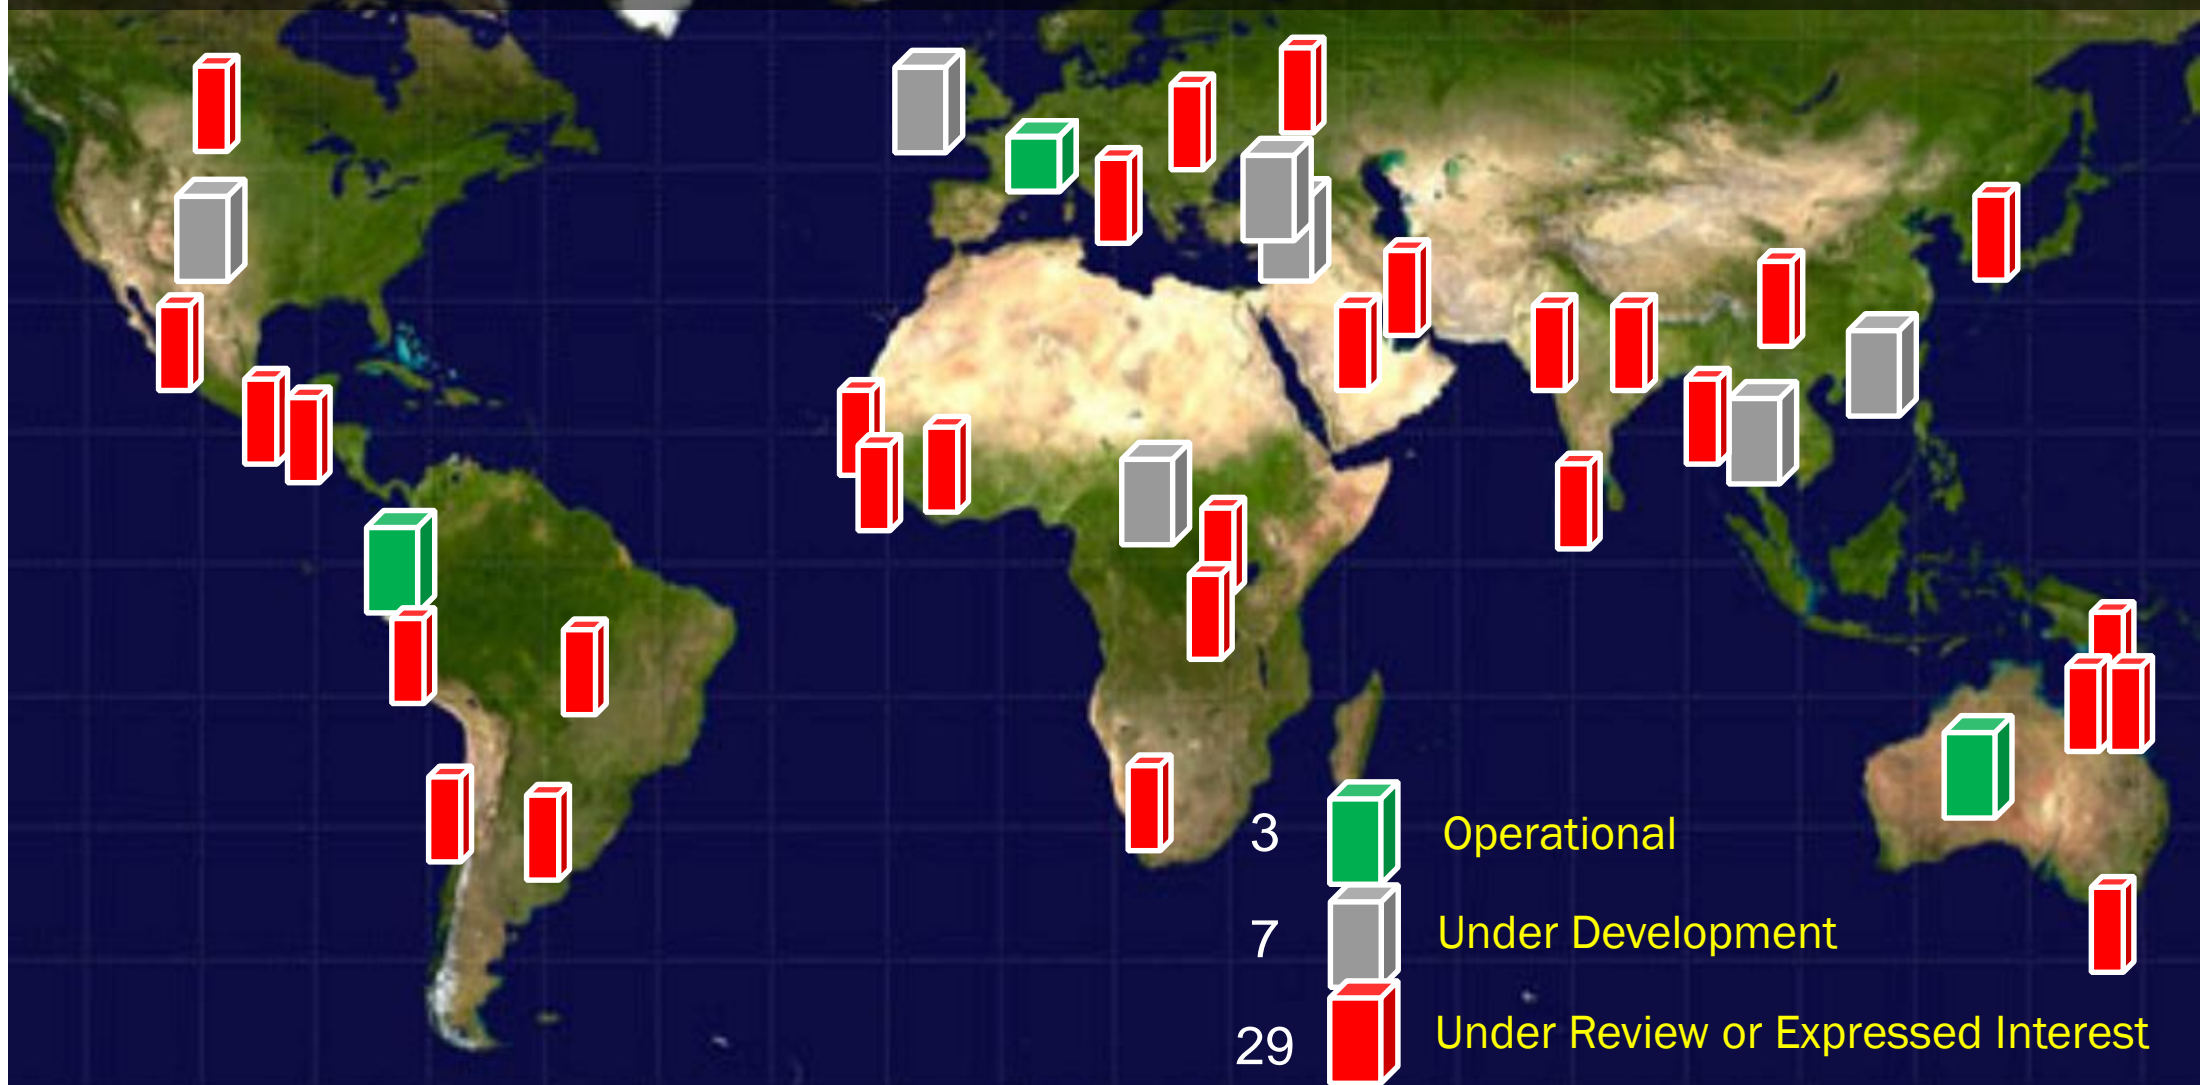 3 Operational
7 Under Development
29 Under Review or Expressed Interest